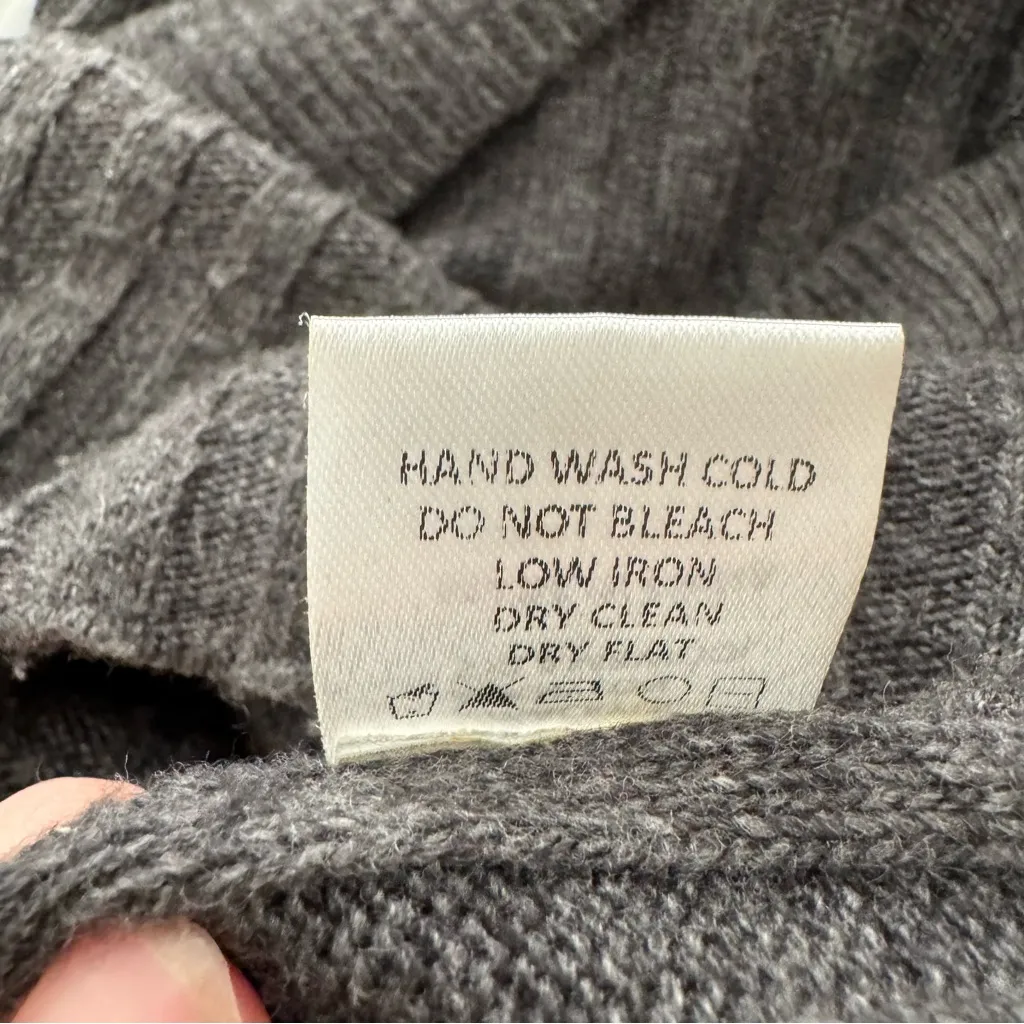 HAND WASH COLD
DO NOT BLEACH
LOW IRON
DRY CLEAN
DRY FLAT